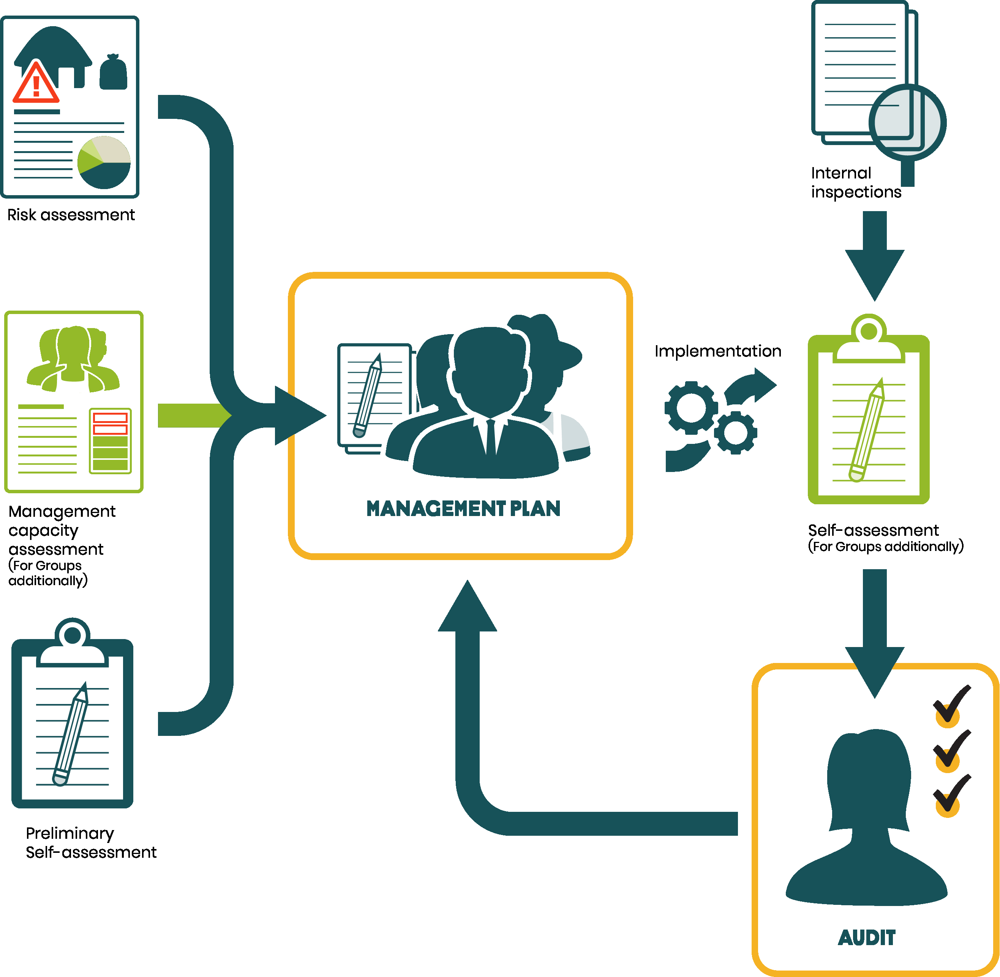 Risk assessment
Management
capacity
assessment
(For Groups
additionally)
Preliminary
Self-assessment
MANAGEMENT PLAN
Implementation
Internal
inspections
Self-assessment
(For Groups additionally)
AUDIT